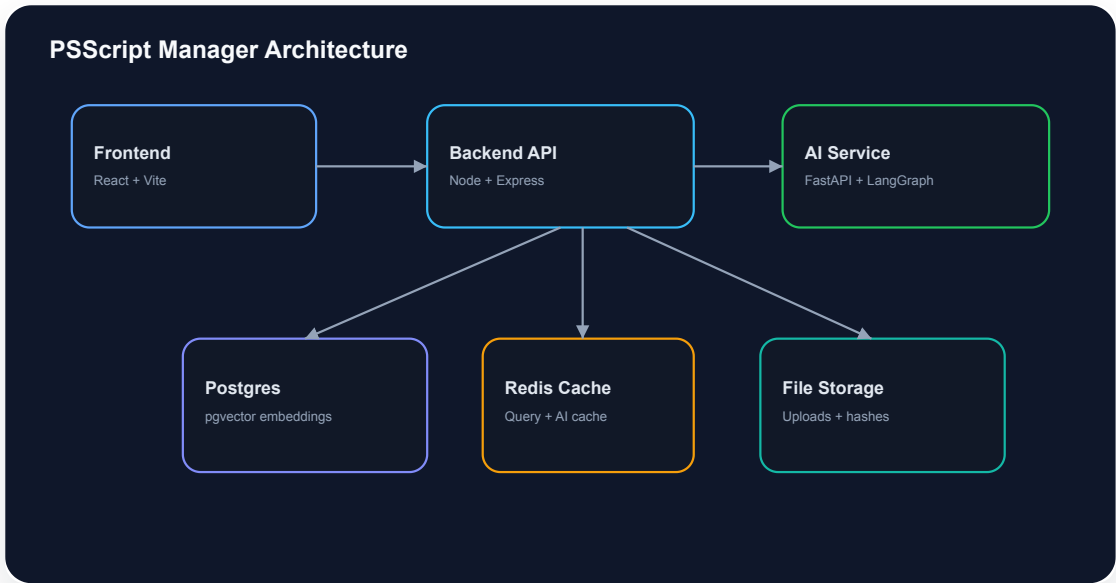 PSScript Manager Architecture
Frontend
React + Vite
Backend API
Node + Express
AI Service
FastAPI + LangGraph
Postgres
pgvector embeddings
Redis Cache
Query + AI cache
File Storage
Uploads + hashes